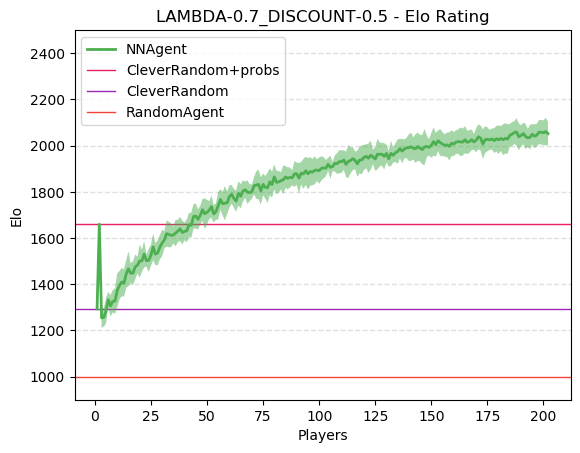 LAMBDA-0.7_DISCOUNT-0.5 - Elo Rating
NNAgent
CleverRandom+probs
CleverRandom
RandomAgent
Elo
2400
2200
2000
1800
1600
1400
1200
1000
0 25 50 75 100 125 150 175 200
Players